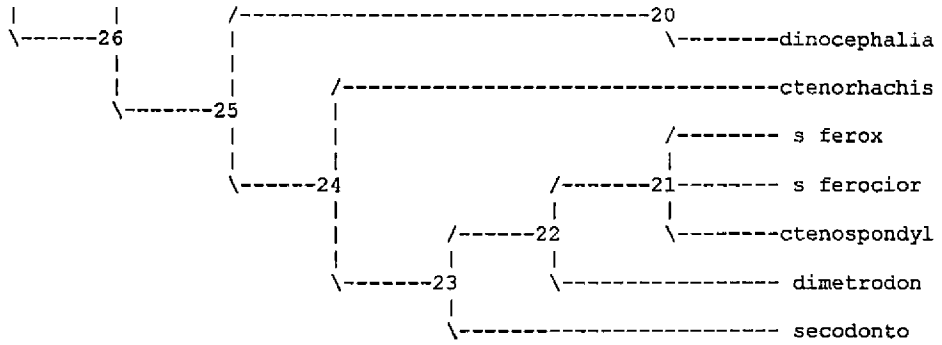 20
26
dinocephalia
ctenorhachis
25
s ferox
24
21
s ferocior
22
ctenospondyl
23
dimetrodon
secodonto